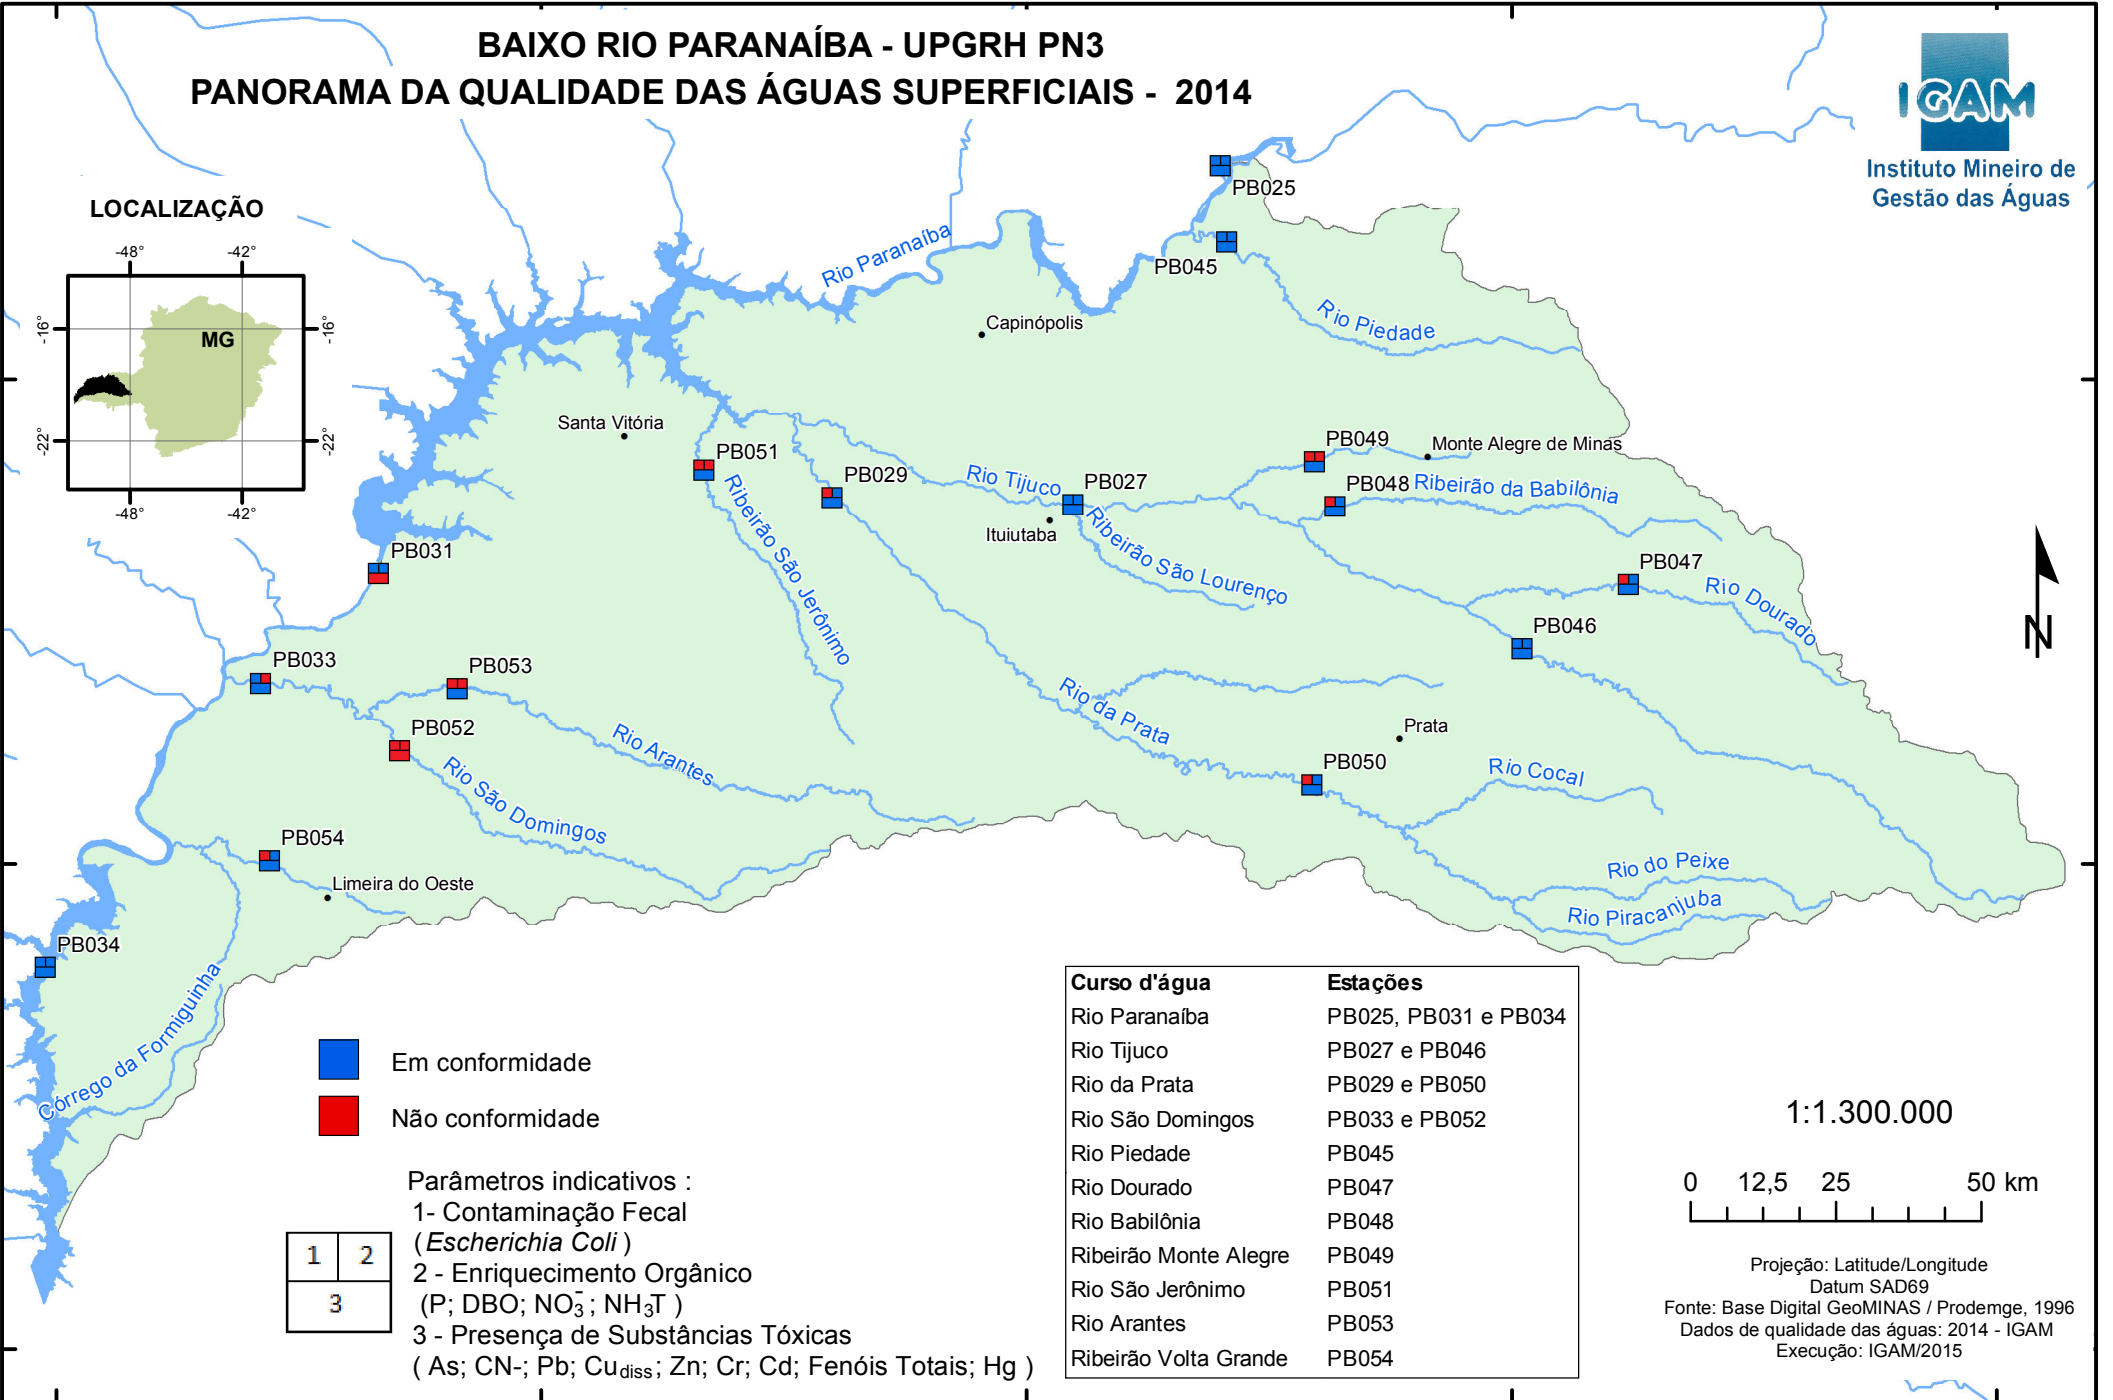 BAIXO RIO PARANAÍBA - UPGRH PN3
PANORAMA DA QUALIDADE DAS ÁGUAS SUPERFICIAIS - 2014
IGAM
Instituto Mineiro de
Gestão das Águas
LOCALIZAÇÃO
-48°
-42°
-16°
-16°
MG
-22°
-22°
-48°
-42°
PB025
PB045
Rio Paranaíba
Rio Piedade
Capinópolis
Santa Vitória
PB051
PB029
Rio Tijuco
PB027
PB049
Monte Alegre de Minas
PB048
Ribeirão da Babilônia
Ituiutaba
Ribeirão São Lourenço
Ribeirão São Jerônimo
PB031
PB047
Rio Dourado
PB046
PB033
PB053
PB052
Rio Arantes
Rio da Prata
Prata
PB050
Rio Cocal
Rio São Domingos
PB054
Limeira do Oeste
Rio do Peixe
Rio Piracanjuba
PB034
Córrego da Formiguinha
N
Em conformidade
Não conformidade
Parâmetros indicativos :
1- Contaminação Fecal
(Escherichia Coli )
2 - Enriquecimento Orgânico
(P; DBO; NO3-; NH3T )
3 - Presença de Substâncias Tóxicas
( As; CN-; Pb; Cudiss; Zn; Cr; Cd; Fenóis Totais; Hg )
1 2
3
Curso d'água Estações
Rio Paranaíba PB025, PB031 e PB034
Rio Tijuco PB027 e PB046
Rio da Prata PB029 e PB050
Rio São Domingos PB033 e PB052
Rio Piedade PB045
Rio Dourado PB047
Rio Babilônia PB048
Ribeirão Monte Alegre PB049
Rio São Jerônimo PB051
Rio Arantes PB053
Ribeirão Volta Grande PB054
1:1.300.000
0 12,5 25 50 km
Projeção: Latitude/Longitude
Datum SAD69
Fonte: Base Digital GeoMINAS / Prodemge, 1996
Dados de qualidade das águas: 2014 - IGAM
Execução: IGAM/2015